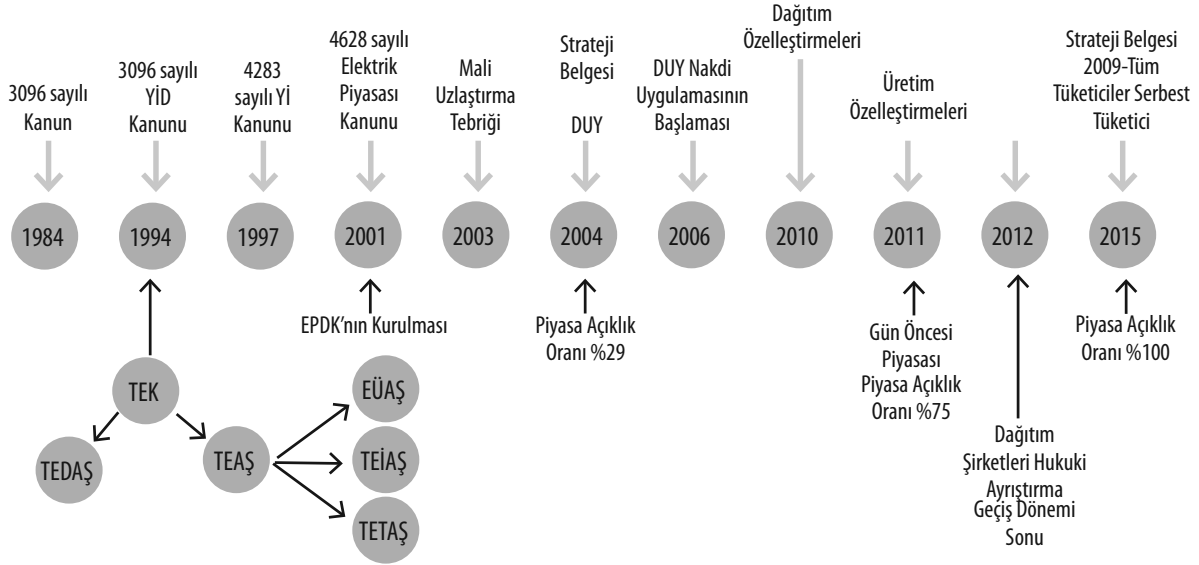 3096 sayılı
Kanun
3096 sayılı
YİD
Kanunu
4283
sayılı Yİ
Kanunu
4628 sayılı
Elektrik
Piyasası
Kanunu
Mali
Uzlaştırma
Tebriği
Strateji
Belgesi
DUY
DUY Nakdi
Uygulamasının
Başlaması
Dağıtım
Özelleştirmeleri
Üretim
Özelleştirmeleri
Strateji Belgesi
2009-Tüm
Tüketiciler Serbest
Tüketici
1984
1994
1997
2001
2003
2004
2006
2010
2011
2012
2015
EPDK’nın Kurulması
Piyasa Açıklık
Oranı %29
Gün Öncesi
Piyasası
Piyasa Açıklık
Oranı %75
Dağıtım
Şirketleri Hukuki
Ayrıştırma
Geçiş Dönemi
Sonu
Piyasa Açıklık
Oranı %100
TEK
TEDAŞ
TEAŞ
EÜAŞ
TEİAŞ
TETAŞ